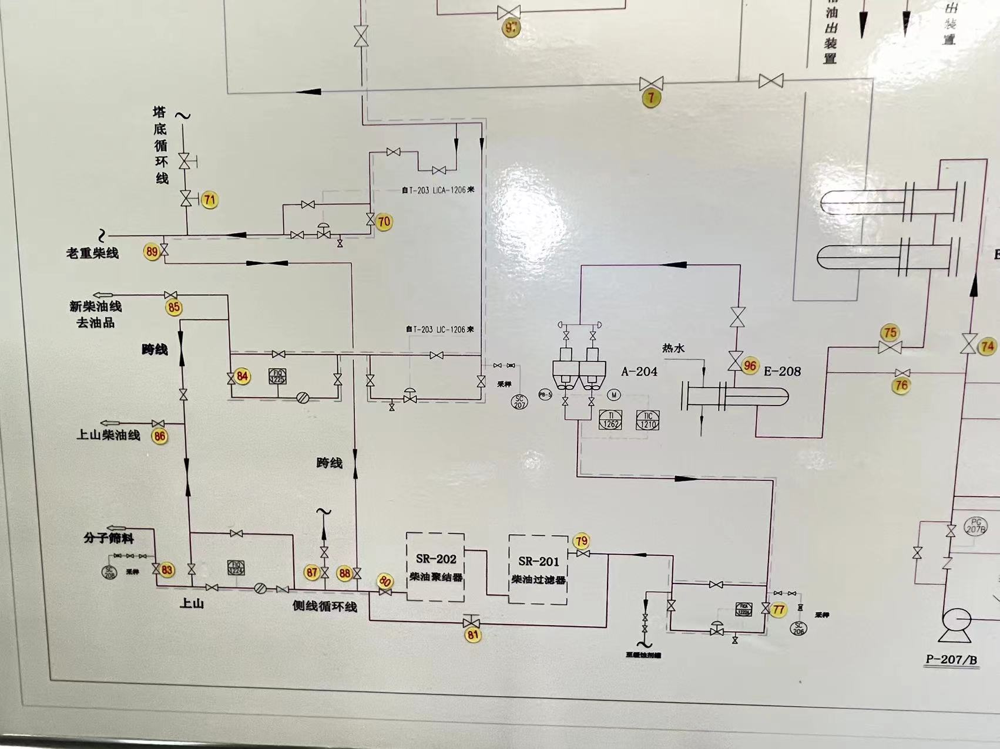 97
油出装置
出装置
7
塔底循环线
71
自T-203 LICA-1206来
70
老重柴线
89
新柴油线
去油品
85
跨线
自T-203 LIC-1206来
84
FIQ
1225
采样
SC
207
上山柴油线
86
跨线
PB-5
M
A-204
TI
1262
TIC
1210
热水
96
E-208
75
76
74
E
分子筛料
SC
208
采样
83
FIQ
1224
上山
87
88
侧线循环线
80
SR-202
柴油聚结器
SR-201
柴油过滤器
79
81
至缓蚀剂罐
77
采样
SC
206
PG
207B
P-207/B